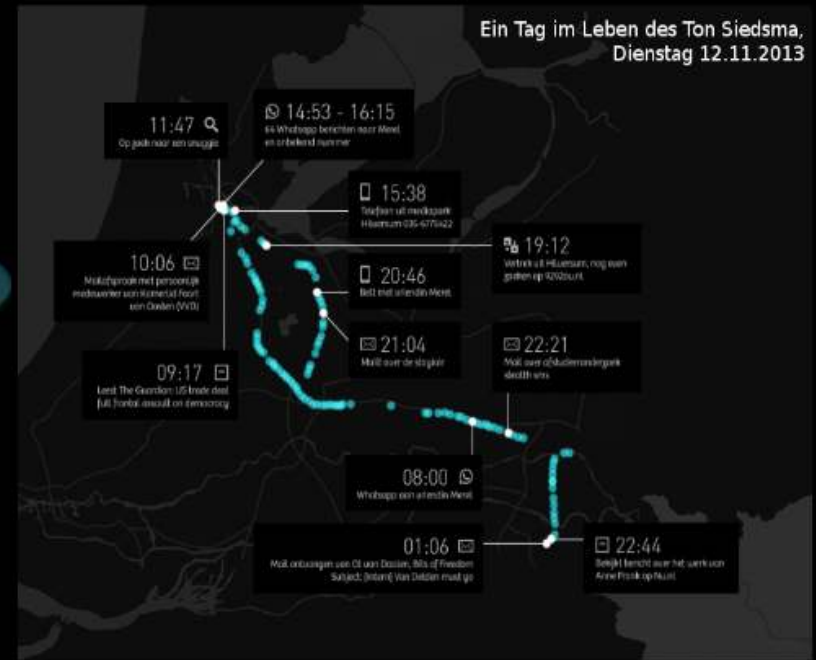 Ein Tag im Leben des Ton Siedsma,
Dienstag 12.11.2013
11:47
Op zoek naar een snuggie
14:53 - 16:15
64 Whatsapp berichten naar Merel
en onbekend nummer
15:38
Telefoon uit mediapark
Hilversum 035-6775422
10:06
Mailafspraak met persoonlijk
medewerker van Kamerlid Foort
van Oosten (VVD)
19:12
Vertrek uit Hilversum, nog even
zoeken op 9292ov.nl
20:46
Belt met vriendin Merel
21:04
Mailt over de
22:21
Mail over afstudeeronderzoek
stealth sms
09:17
Leest The Guardian: US trade deal
full frontal assault on democracy
08:00
Whatsapp aan vriendin Merel
01:06
Mail ontvangen van Ot van Daalen, Bits of Freedom
Subject: [Intern] Van Delden must go
22:44
Bekijkt bericht over het werk van
Anne Frank op Nu.nl